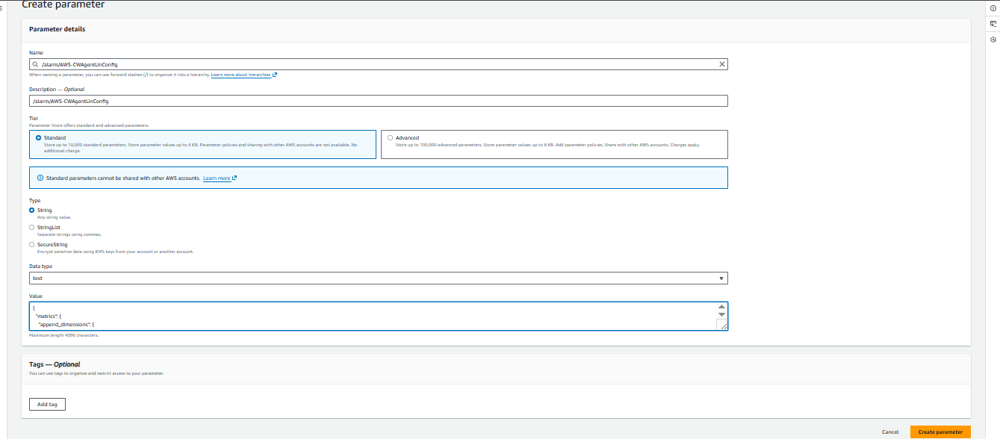 Create parameter
Parameter details
Name
/alarm/AWS-CWAgentLinConfig
When naming a parameter, you can use forward slashes (/) to organize it into a hierarchy. Learn more about hierarchies
Description — Optional
/alarm/AWS-CWAgentLinConfig
Tier
Parameter Store offers standard and advanced parameters.
Standard
Store up to 10,000 standard parameters. Store parameter values up to 4 KB. Parameter policies and sharing with other AWS accounts are not available. No
additional charge.
Advanced
Store up to 100,000 advanced parameters. Store parameter values up to 8 KB. Add parameter policies. Share with other AWS accounts. Charges apply.
Standard parameters cannot be shared with other AWS accounts. Learn more
Type
String
Any string value.
StringList
Separate strings using commas.
SecureString
Encrypt sensitive data using KMS keys from your account or another account.
Data type
text
Value
{
"metrics": {
"append_dimensions": {
Maximum length 4096 characters.
Tags — Optional
You can use tags to organize and restrict access to your parameter.
Add tag
Cancel
Create parameter